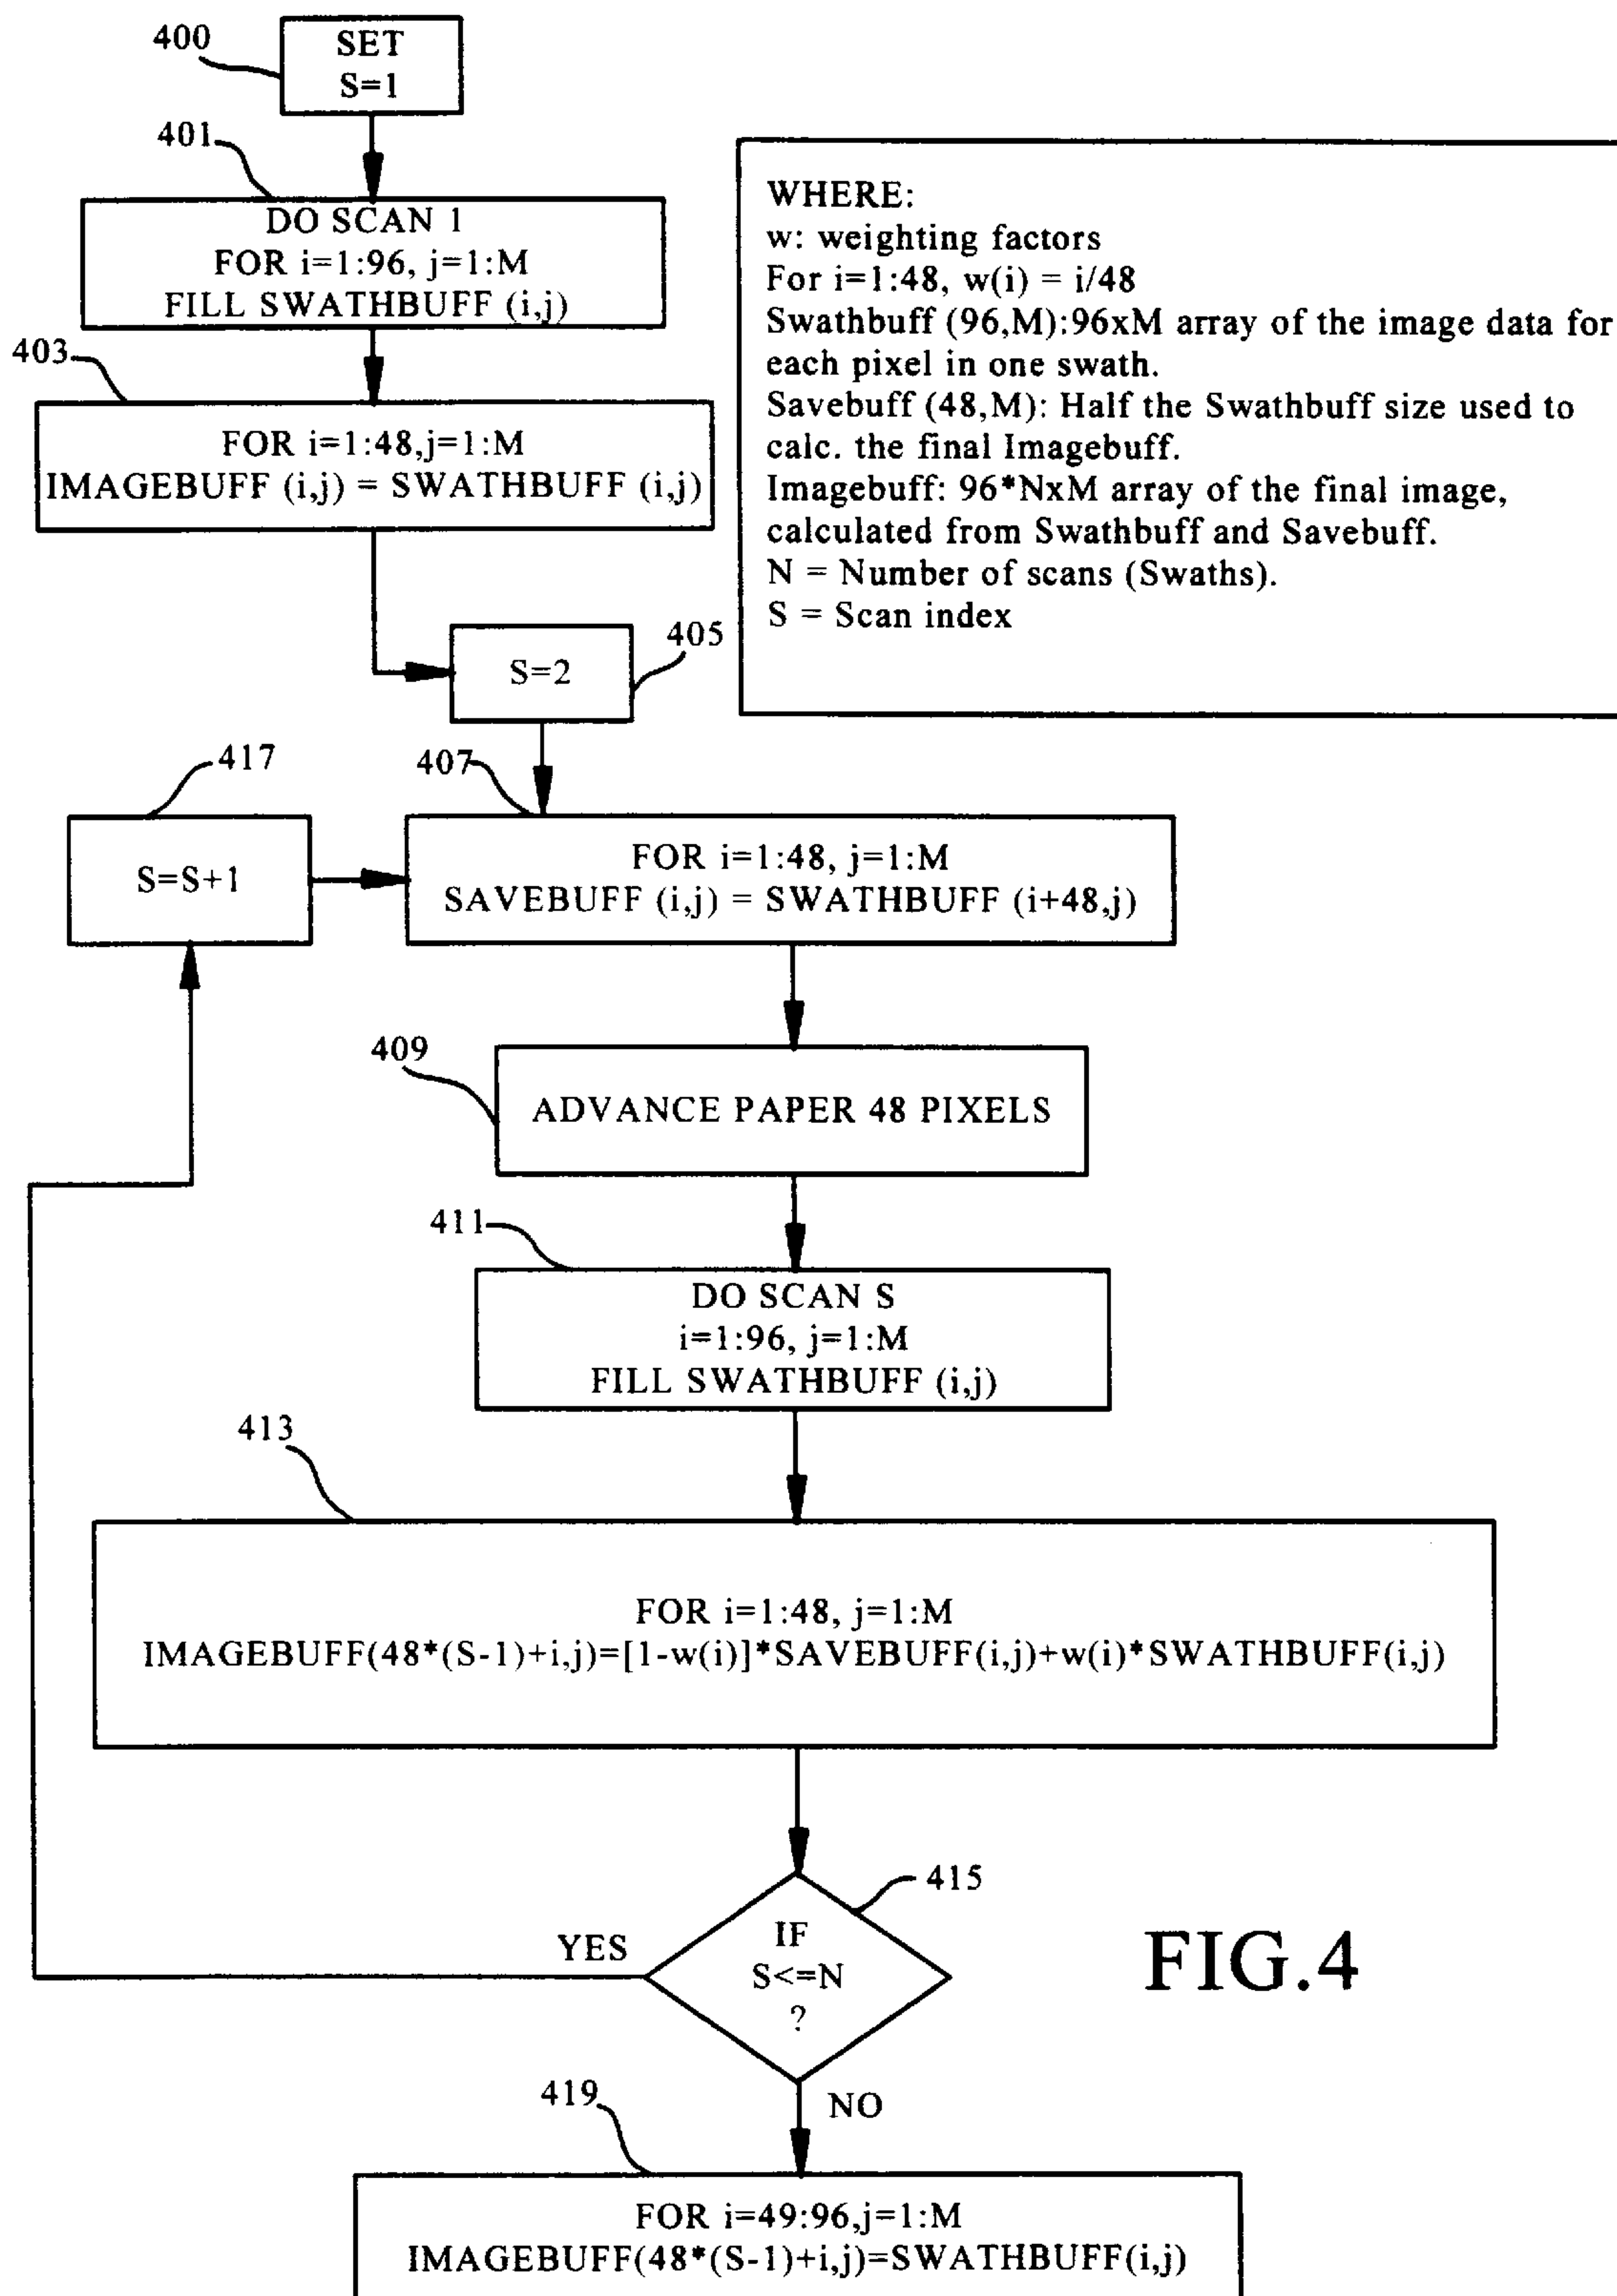 400
SET
S=1
401
DO SCAN 1
FOR i=1:96, j=1:M
FILL SWATHBUFF (i,j)
403
FOR i=1:48,j=1:M
IMAGEBUFF (i,j) = SWATHBUFF (i,j)
WHERE:
w: weighting factors
For i=1:48, w(i) = i/48
Swathbuff (96,M):96xM array of the image data for
each pixel in one swath.
Savebuff (48,M): Half the Swathbuff size used to
calc. the final Imagebuff.
Imagebuff: 96*NxM array of the final image,
calculated from Swathbuff and Savebuff.
N = Number of scans (Swaths).
S = Scan index
405
S=2
417
S=S+1
407
FOR i=1:48, j=1:M
SAVEBUFF (i,j) = SWATHBUFF (i+48,j)
409
ADVANCE PAPER 48 PIXELS
411
DO SCAN S
i=1:96, j=1:M
FILL SWATHBUFF (i,j)
413
FOR i=1:48, j=1:M
IMAGEBUFF(48*(S-1)+i,j)=[1-w(i)]*SAVEBUFF(i,j)+w(i)*SWATHBUFF(i,j)
415
IF
S<=N
?
YES
NO
FIG.4
419
FOR i=49:96,j=1:M
IMAGEBUFF(48*(S-1)+i,j)=SWATHBUFF(i,j)